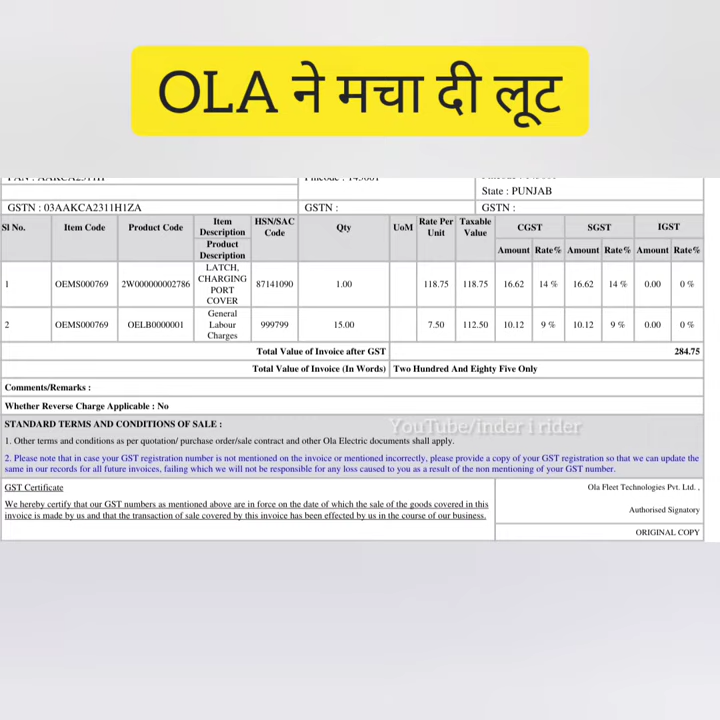 OLA ने मचा दी लूट
State : PUNJAB
GSTN : 03AAKCA2311H1ZA GSTN : GSTN :
Sl No. Item Code Product Code Item Description HSN/SAC Code Qty UoM Rate Per Unit Taxable Value CGST SGST IGST
Product Description Amount Rate% Amount Rate% Amount Rate%
1 OEMS000769 2W000000002786 LATCH, CHARGING PORT COVER 87141090 1.00 118.75 118.75 16.62 14 % 16.62 14 % 0.00 0 %
2 OEMS000769 OELB0000001 General Labour Charges 999799 15.00 7.50 112.50 10.12 9 % 10.12 9 % 0.00 0 %
Total Value of Invoice after GST 284.75
Total Value of Invoice (In Words) Two Hundred And Eighty Five Only
Comments/Remarks :
Whether Reverse Charge Applicable : No
STANDARD TERMS AND CONDITIONS OF SALE :
YouTube/inder i rider
1. Other terms and conditions as per quotation/ purchase order/sale contract and other Ola Electric documents shall apply.
2. Please note that in case your GST registration number is not mentioned on the invoice or mentioned incorrectly, please provide a copy of your GST registration so that we can update the
same in our records for all future invoices, failing which we will not be responsible for any loss caused to you as a result of the non mentioning of your GST number.
GST Certificate
We hereby certify that our GST numbers as mentioned above are in force on the date of which the sale of the goods covered in this
invoice is made by us and that the transaction of sale covered by this invoice has been effected by us in the course of our business.
Ola Fleet Technologies Pvt. Ltd. .
Authorised Signatory
ORIGINAL COPY